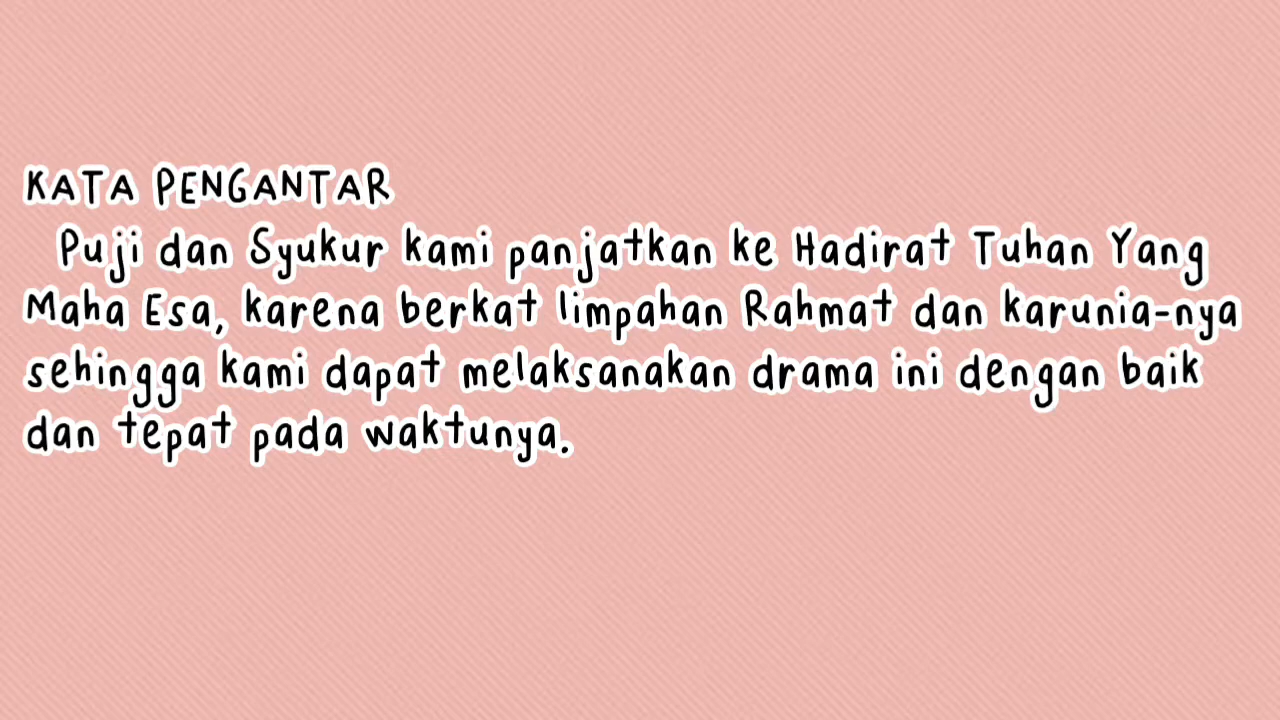 KATA PENGANTAR
Puji dan Syukur kami panjatkan ke Hadirat Tuhan Yang
Maha Esa, karena berkat limpahan Rahmat dan karunia-nya
sehingga kami dapat melaksanakan drama ini dengan baik
dan tepat pada waktunya.